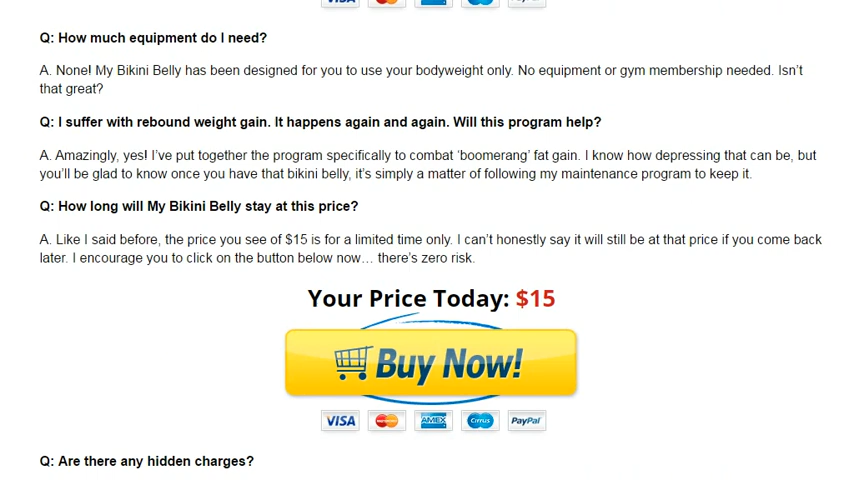 VISA AMEX PayPal
Q: How much equipment do I need?
A. None! My Bikini Belly has been designed for you to use your bodyweight only. No equipment or gym membership needed. Isn't
that great?
Q: I suffer with rebound weight gain. It happens again and again. Will this program help?
A. Amazingly, yes! I've put together the program specifically to combat 'boomerang' fat gain. I know how depressing that can be, but
you'll be glad to know once you have that bikini belly, it's simply a matter of following my maintenance program to keep it.
Q: How long will My Bikini Belly stay at this price?
A. Like I said before, the price you see of $15 is for a limited time only. I can't honestly say it will still be at that price if you come back
later. I encourage you to click on the button below now… there's zero risk.
Your Price Today: $15
Buy Now!
VISA MasterCard AMEX Cirrus PayPal
Q: Are there any hidden charges?